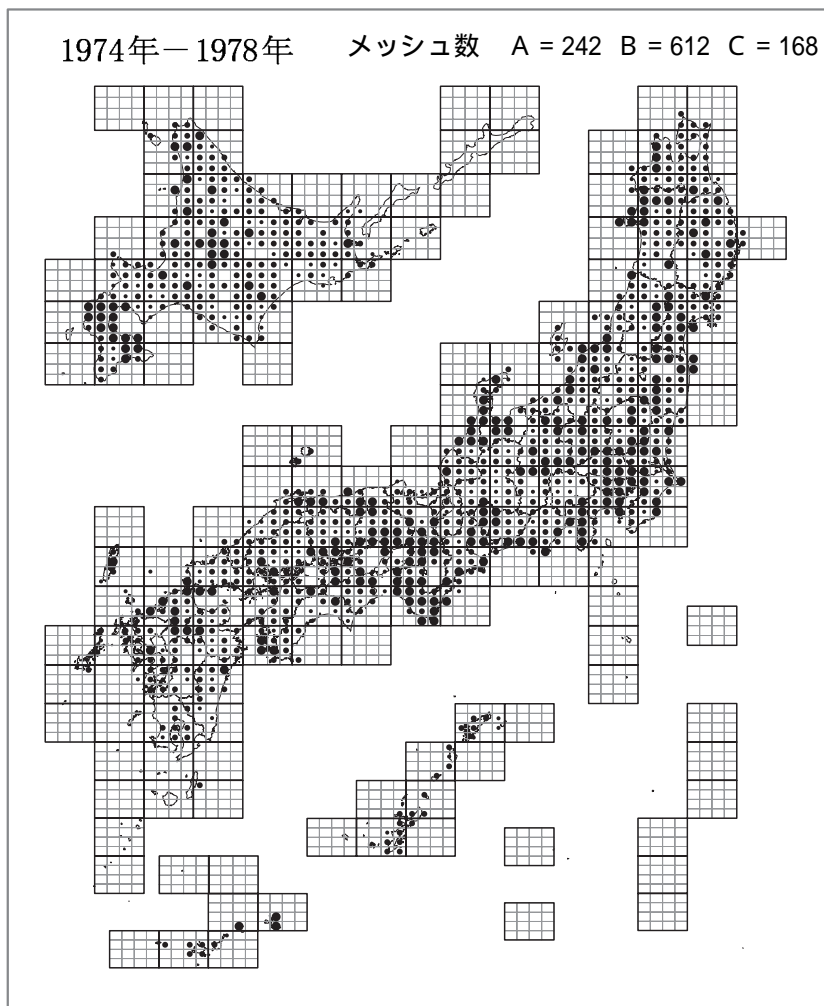 1974年－1978年 メッシュ数 A = 242 B = 612 C = 168